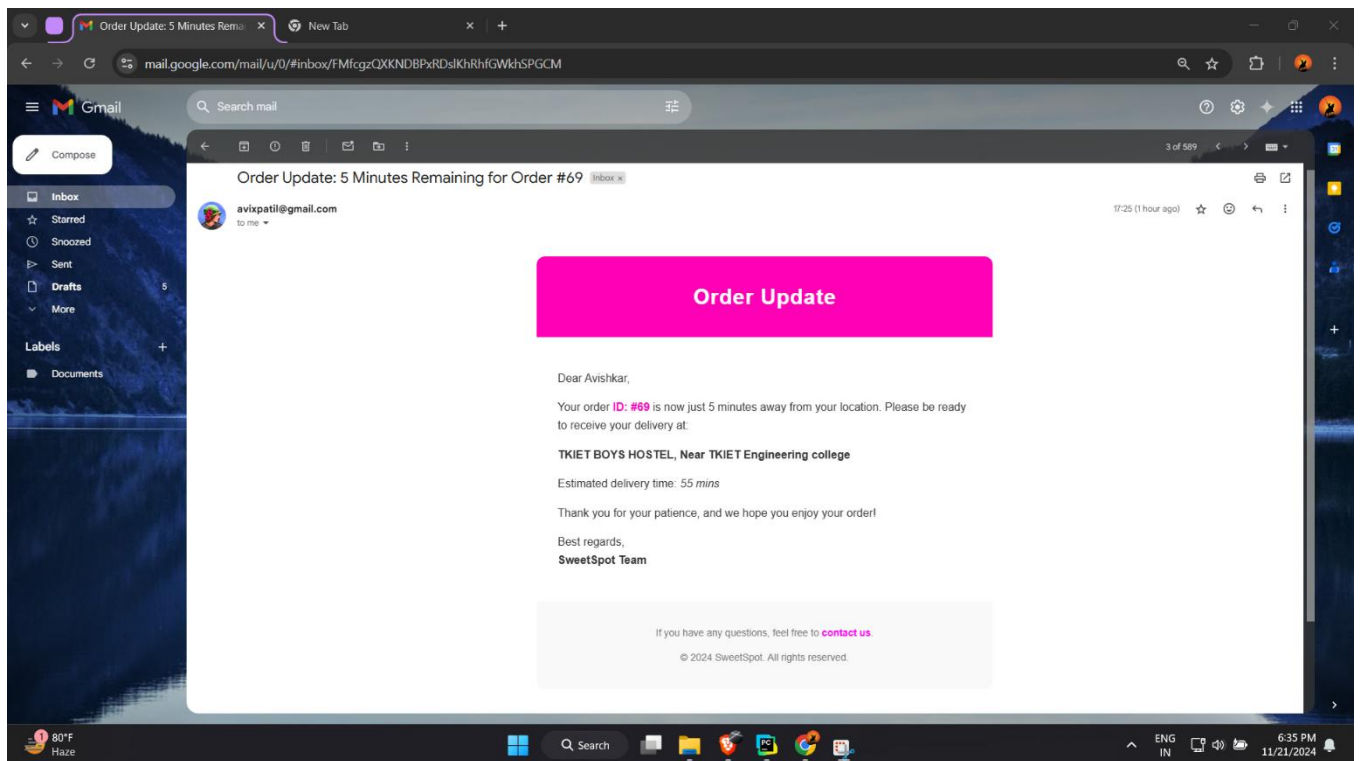 Order Update: 5 Minutes Rema
New Tab
mail.google.com/mail/u/0/#inbox/FMfcgzQXKNDBPxRDslKhRhfGWkhSPGCM
Gmail
Search mail
Compose
3 of 589
Order Update: 5 Minutes Remaining for Order #69
Inbox x
Inbox
Starred
Snoozed
Sent
Drafts 5
More
Labels
Documents
avixpatil@gmail.com
17:25 (1 hour ago)
to me
Order Update
Dear Avishkar,
Your order ID: #69 is now just 5 minutes away from your location. Please be ready
to receive your delivery at:
TKIET BOYS HOSTEL, Near TKIET Engineering college
Estimated delivery time: 55 mins
Thank you for your patience, and we hope you enjoy your order!
Best regards,
SweetSpot Team
If you have any questions, feel free to contact us.
© 2024 SweetSpot. All rights reserved.
1
80°F
Haze
Search
PC
ENG
IN
6:35 PM
11/21/2024